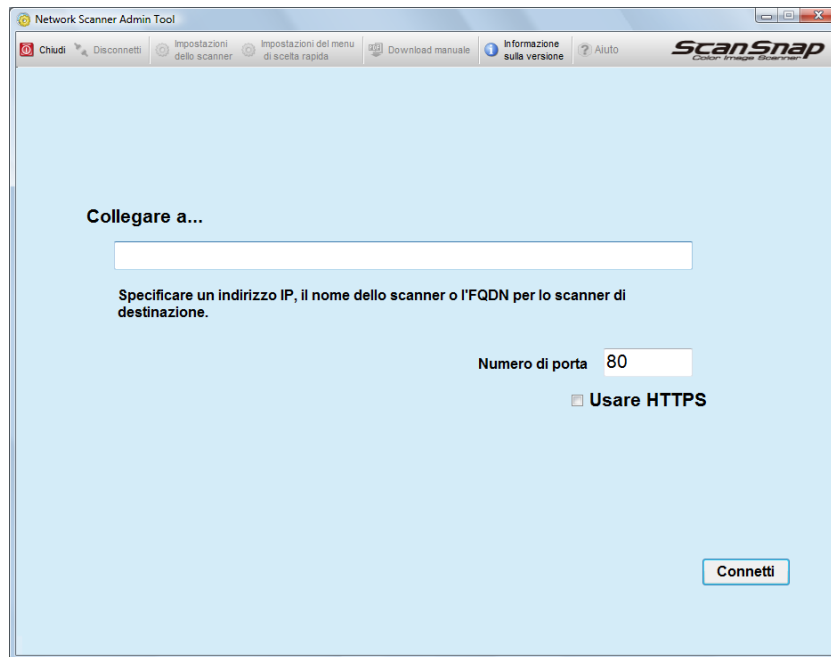 Network Scanner Admin Tool
Chiudi
Disconnetti
Impostazioni
dello scanner
Impostazioni del menu
di scelta rapida
Download manuale
Informazione
sulla versione
Aiuto
ScanSnap
Color Image Scanner
Collegare a...
Specificare un indirizzo IP, il nome dello scanner o l'FQDN per lo scanner di
destinazione.
Numero di porta 80
Usare HTTPS
Connetti